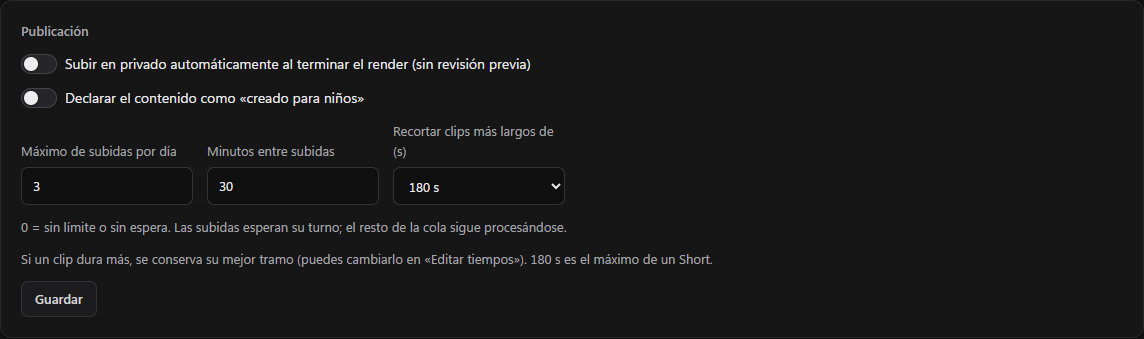 Publicación
Subir en privado automáticamente al terminar el render (sin revisión previa)
Declarar el contenido como «creado para niños»
Máximo de subidas por día
Minutos entre subidas
Recortar clips más largos de
(s)
3
30
180 s
0 = sin límite o sin espera. Las subidas esperan su turno; el resto de la cola sigue procesándose.
Si un clip dura más, se conserva su mejor tramo (puedes cambiarlo en «Editar tiempos»). 180 s es el máximo de un Short.
Guardar